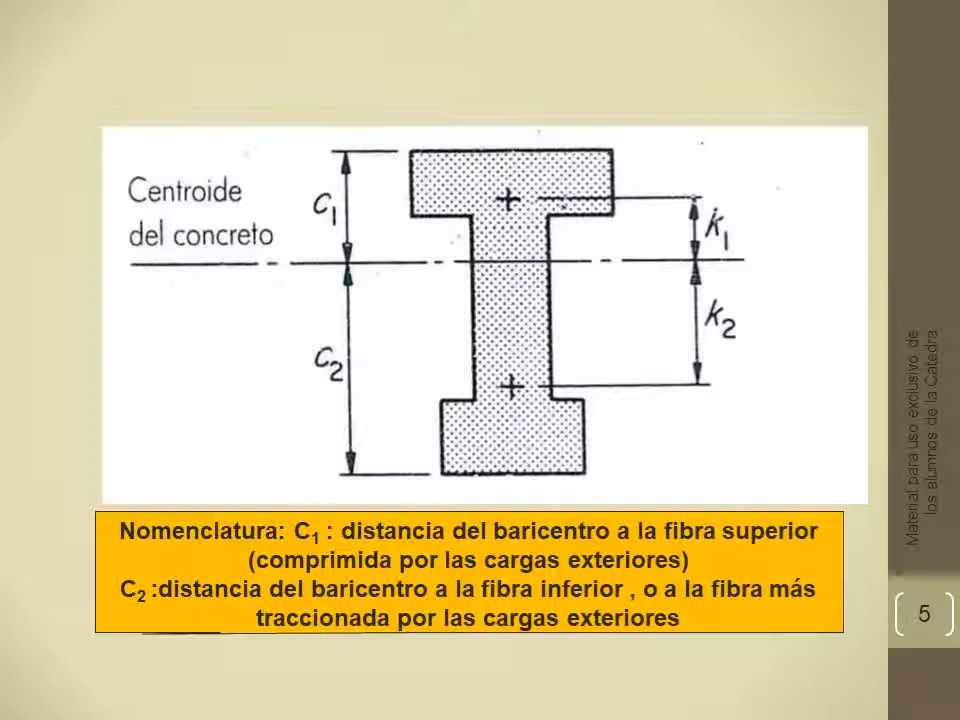 Centroide
del concreto
c1
c2
k1
k2
Nomenclatura: C1 : distancia del baricentro a la fibra superior
(comprimida por las cargas exteriores)
C2 :distancia del baricentro a la fibra inferior , o a la fibra más
traccionada por las cargas exteriores
Material para uso exclusivo de
los alumnos de la Catedra
5